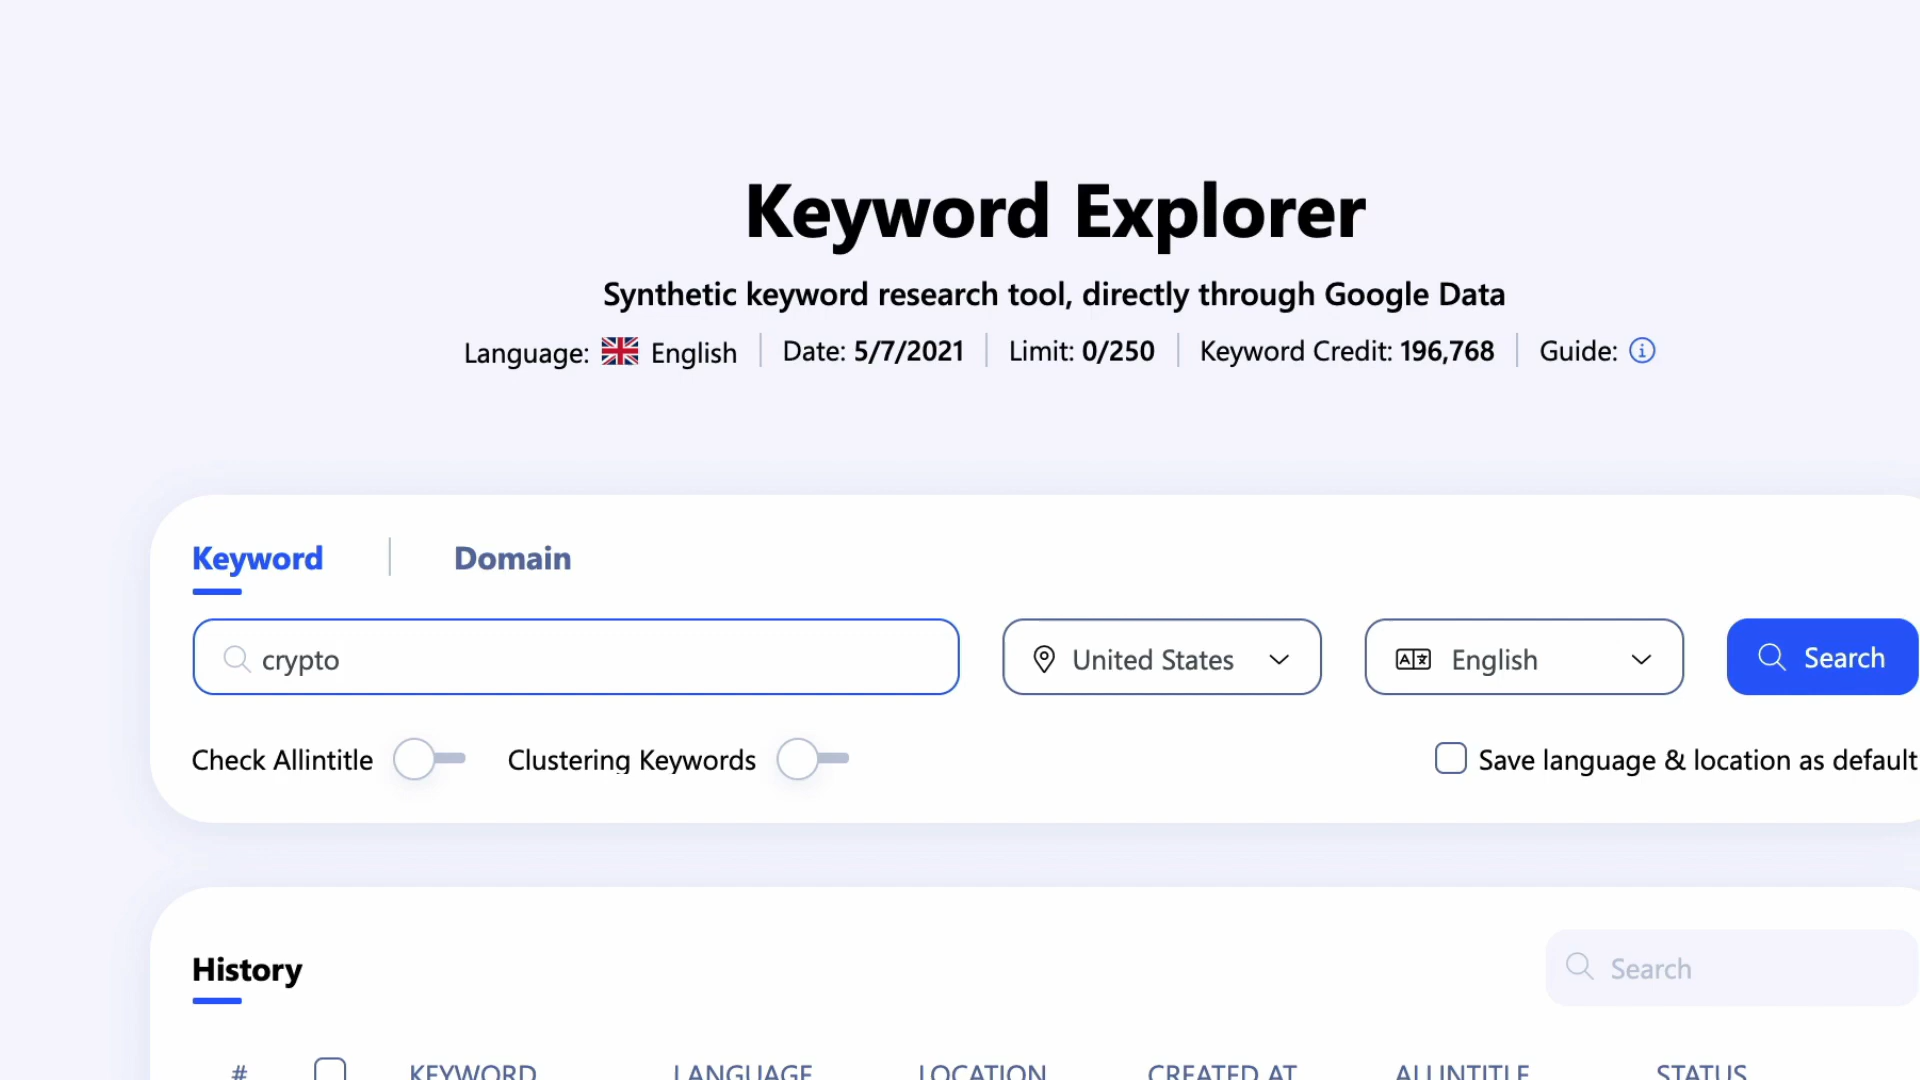 Keyword Explorer
Synthetic keyword research tool, directly through Google Data
Language: English Date: 5/7/2021 Limit: 0/250 Keyword Credit: 196,768 Guide:
Keyword Domain
crypto United States English Search
Check Allintitle Clustering Keywords Save language & location as default
History Search
# KEYWORD LANGUAGE LOCATION CREATED AT ALLINTITLE STATUS